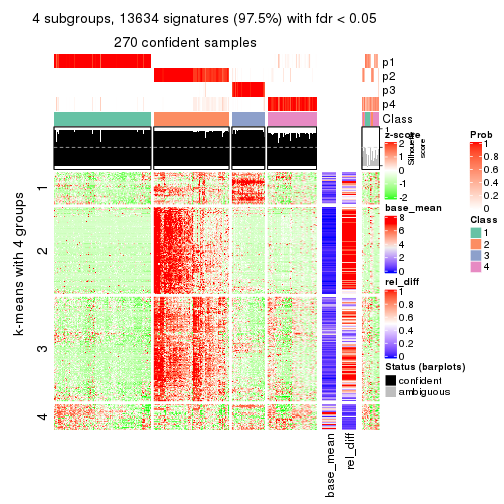 4 subgroups, 13634 signatures (97.5%) with fdr < 0.05
270 confident samples
p1
p2
p3
p4
Class
1
Silhouette
score
z-score
2
1
0
-1
-2
Prob
1
0.8
0.6
0.4
0.2
0
base_mean
8
6
4
2
0
Class
1
2
3
4
rel_diff
1
0.8
0.6
0.4
0.2
0
Status (barplots)
confident
ambiguous
k-means with 4 groups
1
2
3
4
base_mean
rel_diff